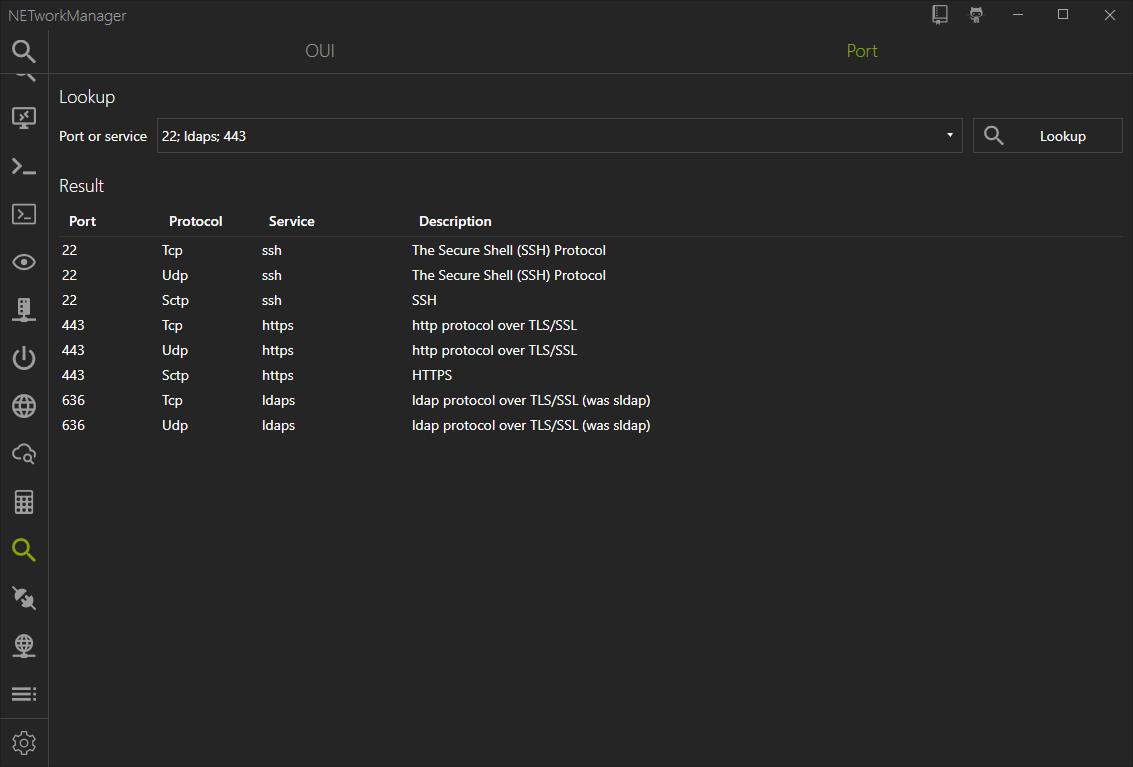 NETworkManager
OUI Port
Lookup
Port or service 22; ldaps; 443 Lookup
Result
Port Protocol Service Description
22 Tcp ssh The Secure Shell (SSH) Protocol
22 Udp ssh The Secure Shell (SSH) Protocol
22 Sctp ssh SSH
443 Tcp https http protocol over TLS/SSL
443 Udp https http protocol over TLS/SSL
443 Sctp https HTTPS
636 Tcp ldaps ldap protocol over TLS/SSL (was sldap)
636 Udp ldaps ldap protocol over TLS/SSL (was sldap)